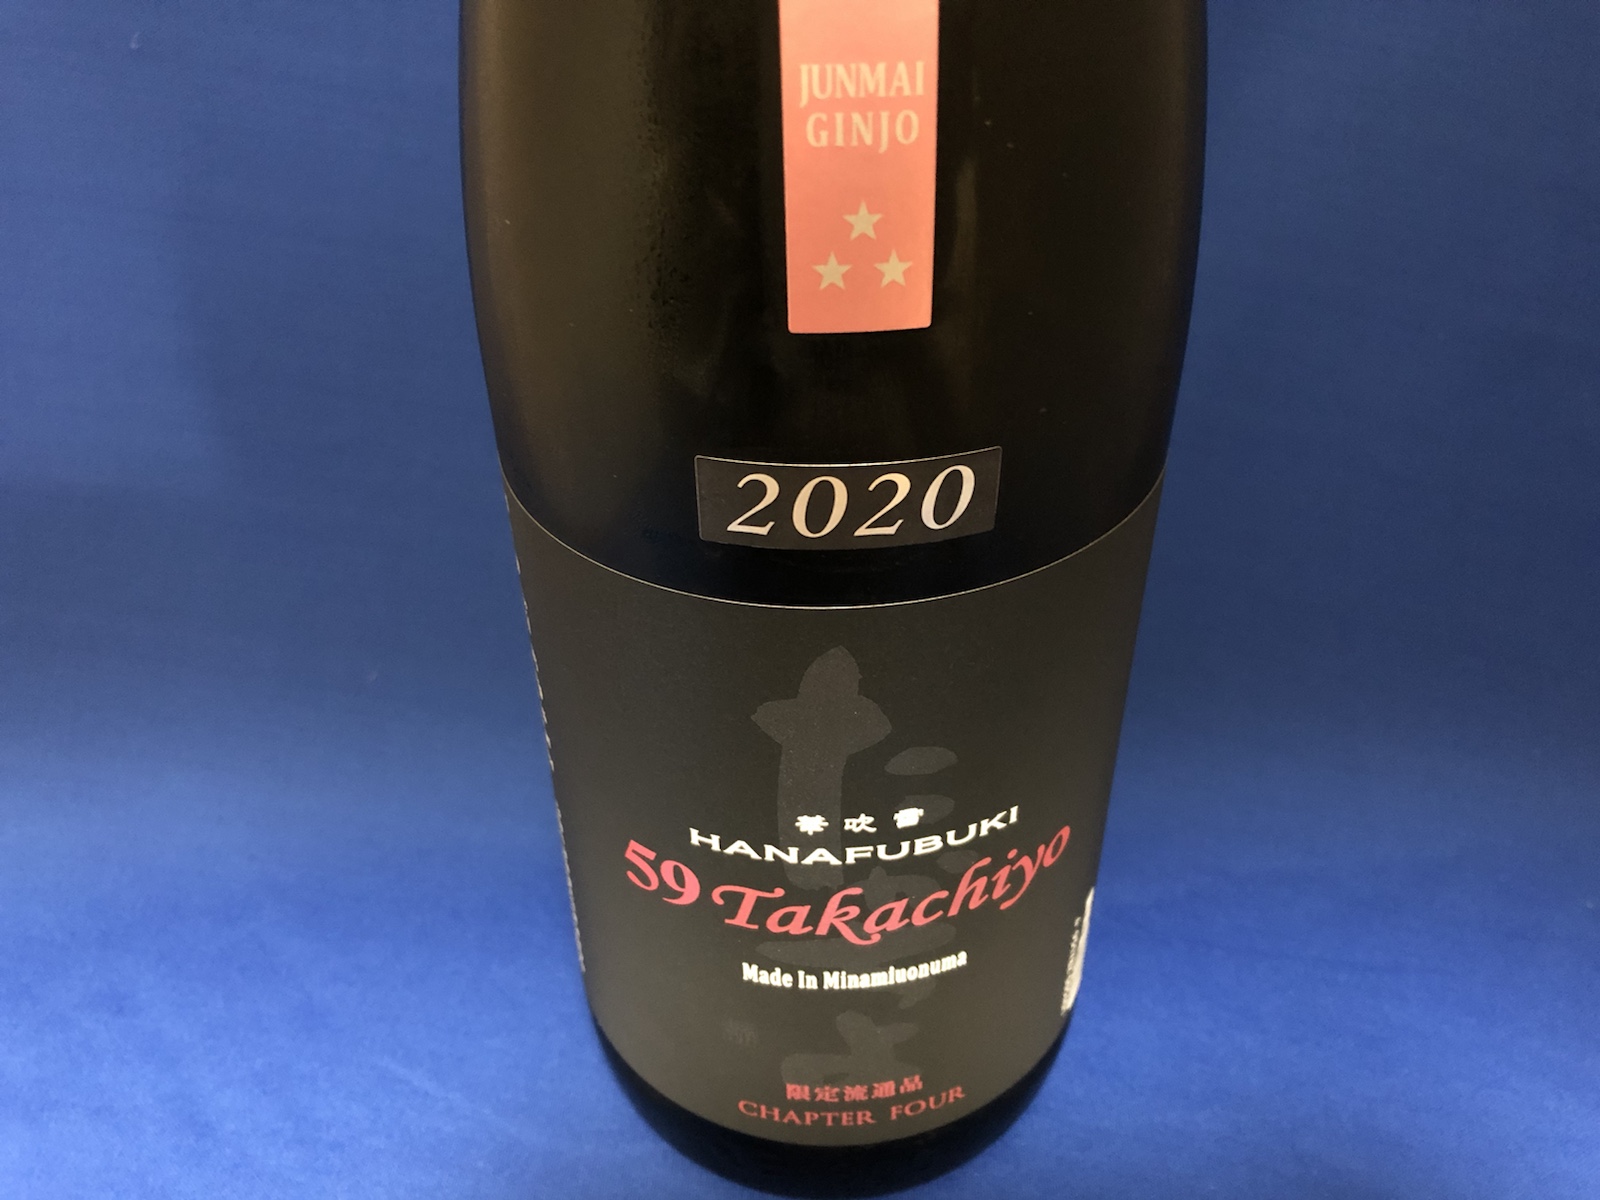 JUNMAI
GINJO
2020
華吹雪
HANAFUBUKI
59 Takachiyo
Made In Minamiuonuma
限定流通品
CHAPTER FOUR